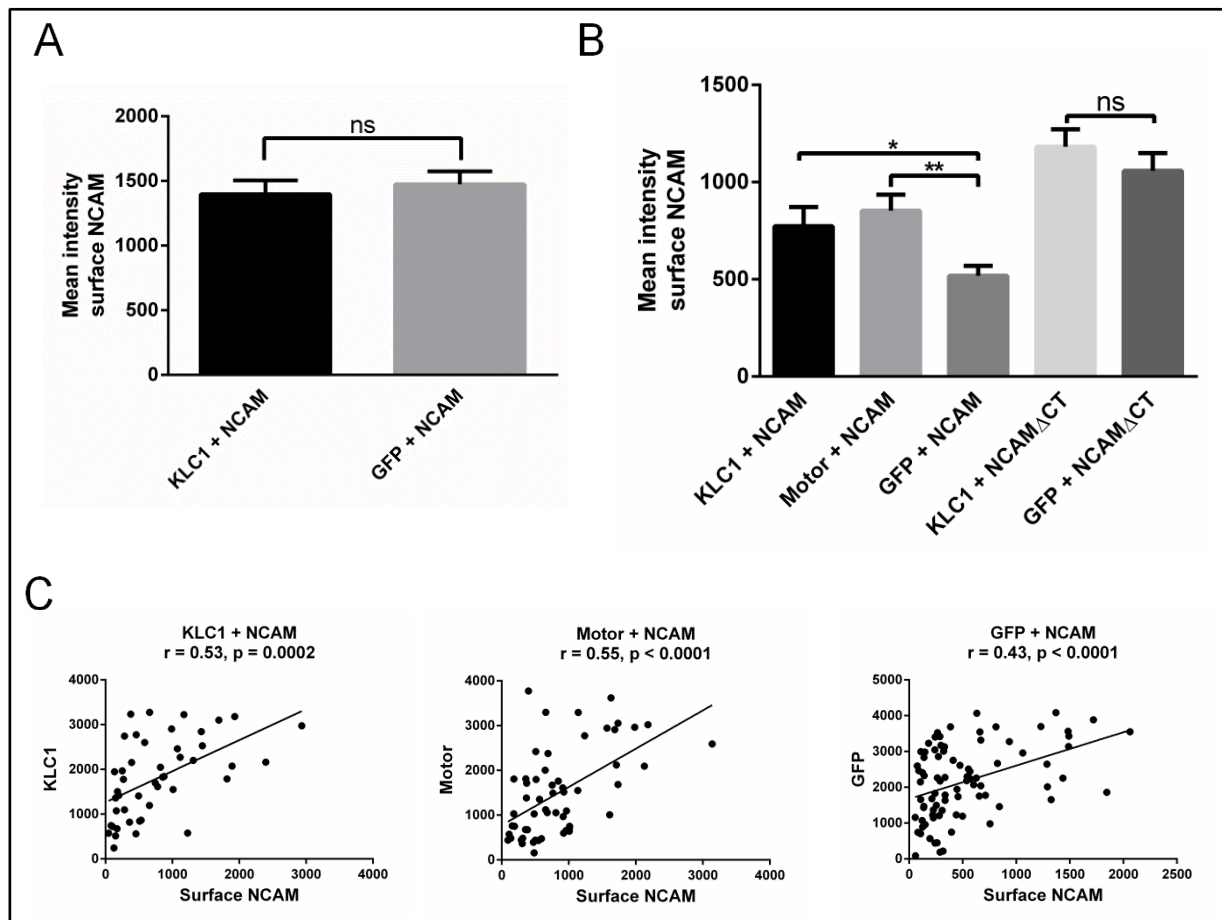 A
2000
1500
1000
500
0
Mean intensity
surface NCAM
ns
KLC1 + NCAM
GFP + NCAM
B
1500
1000
500
0
Mean intensity
surface NCAM
*
**
ns
KLC1 + NCAM
Motor + NCAM
GFP + NCAM
KLC1 + NCAMΔCT
GFP + NCAMΔCT
C
KLC1 + NCAM
r = 0.53, p = 0.0002
4000
3000
2000
1000
0
KLC1
0 1000 2000 3000 4000
Surface NCAM
Motor + NCAM
r = 0.55, p < 0.0001
4000
3000
2000
1000
0
Motor
0 1000 2000 3000 4000
Surface NCAM
GFP + NCAM
r = 0.43, p < 0.0001
5000
4000
3000
2000
1000
0
GFP
0 500 1000 1500 2000 2500
Surface NCAM